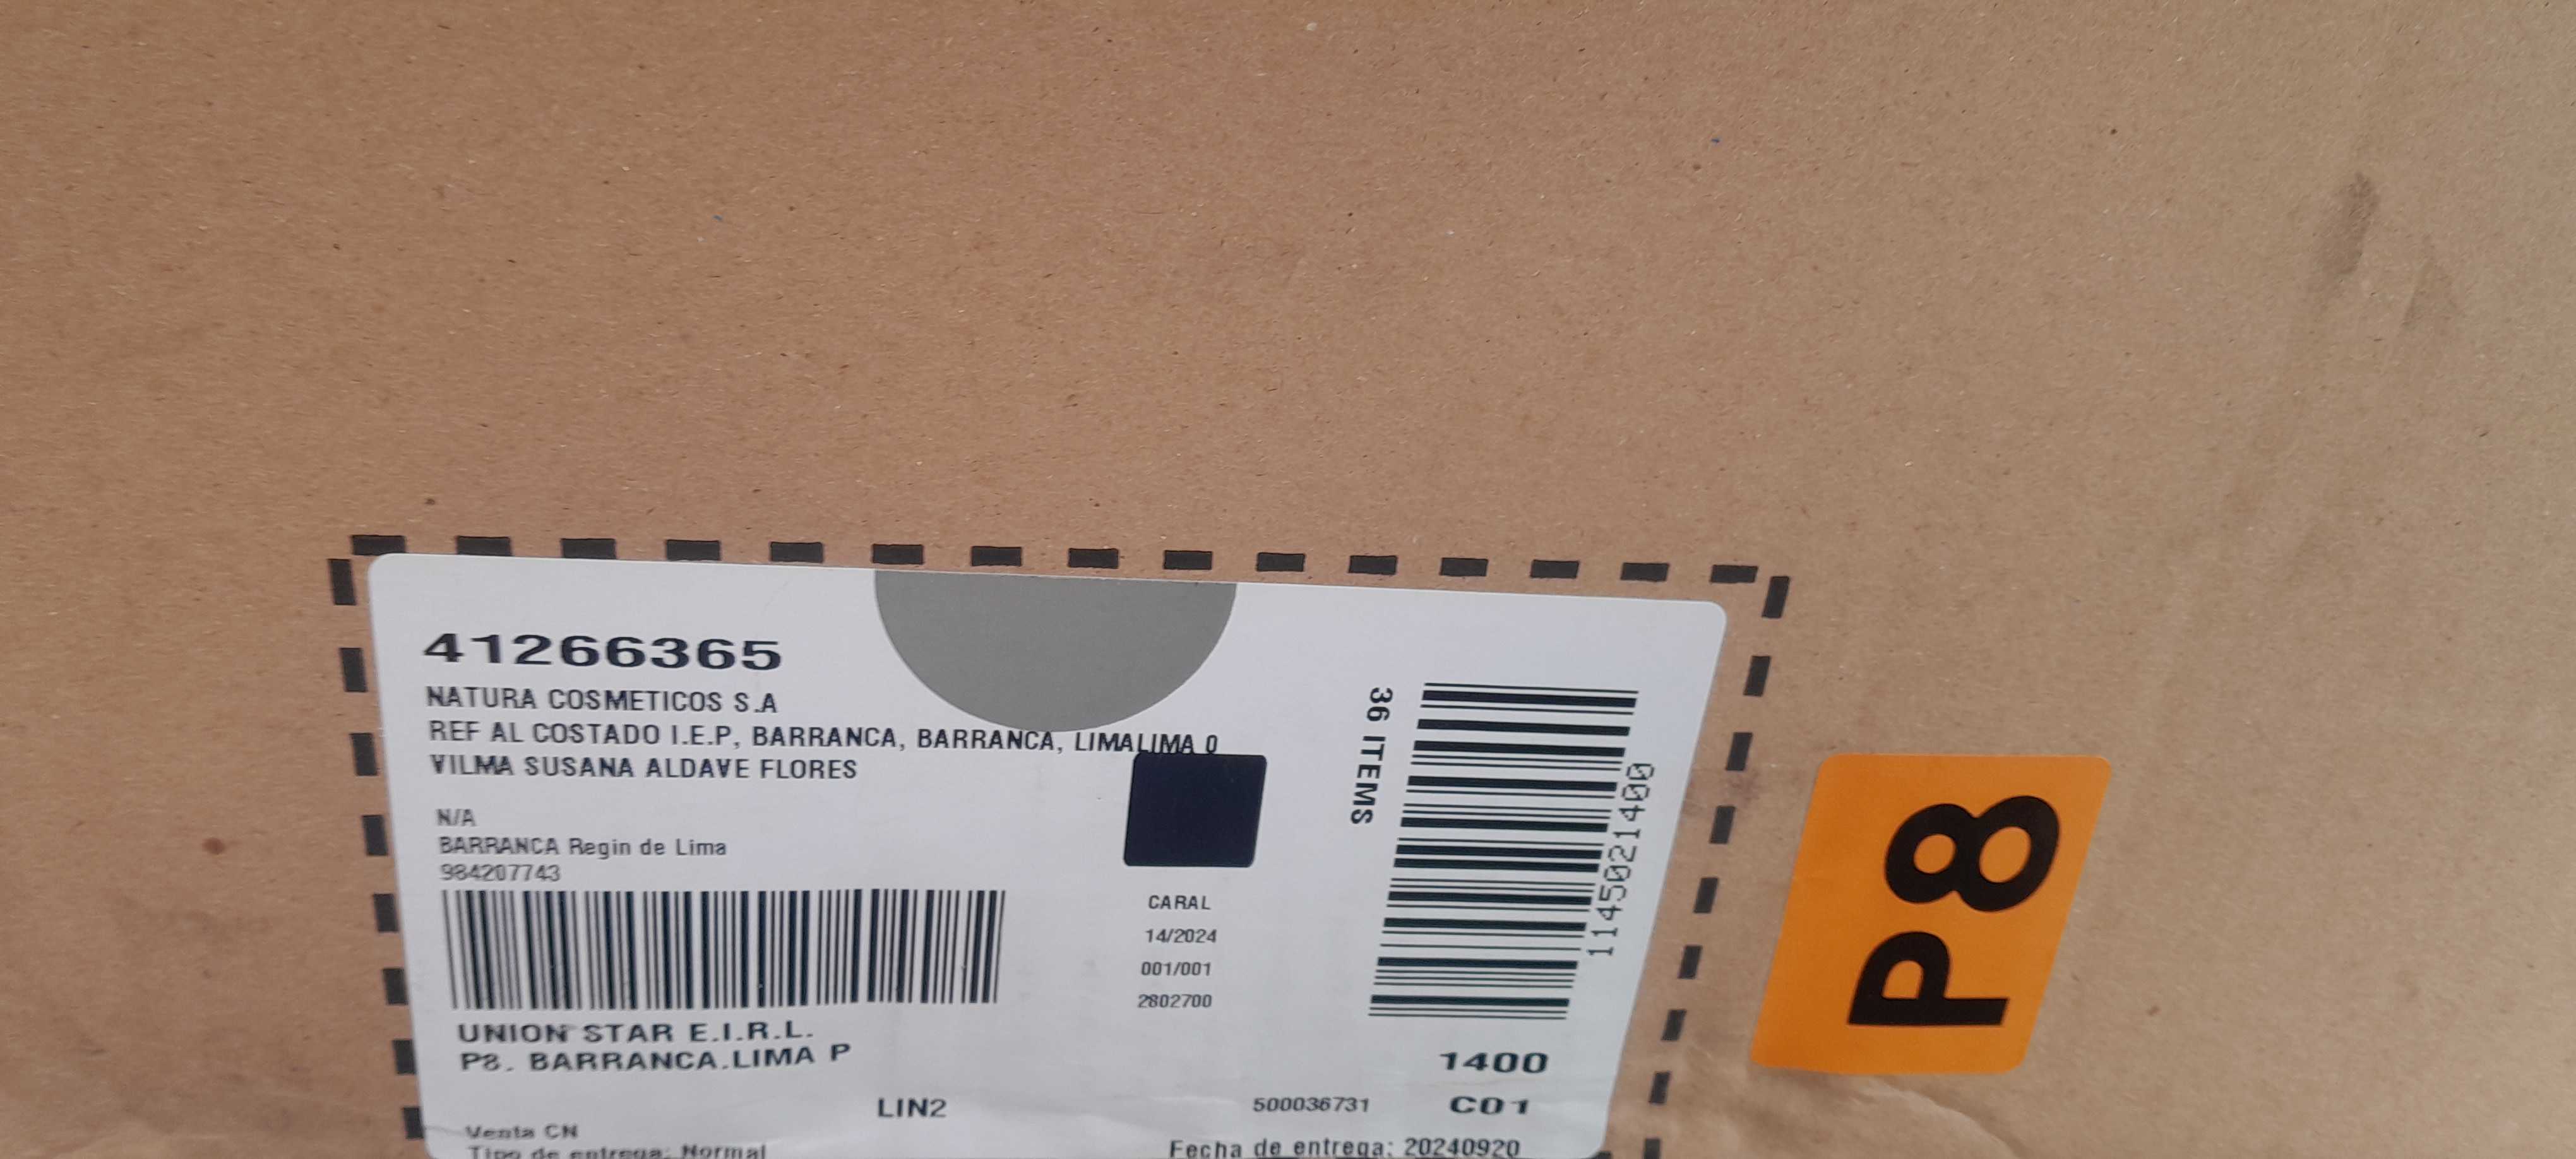 41266365
NATURA COSMETICOS S.A
REF AL COSTADO I.E.P, BARRANCA, BARRANCA, LIMALIMA 0
VILMA SUSANA ALDAVE FLORES
N/A
BARRANCA Regin de Lima
984207743
UNION STAR E.I.R.L.
P8. BARRANCA.LIMA P
LIN2
Venta CN
Tipo de entrega: Normal
CARAL
14/2024
001/001
2802700
36 ITEMS
1145021400
1400
500036731 C01
Fecha de entrega: 20240920
P8